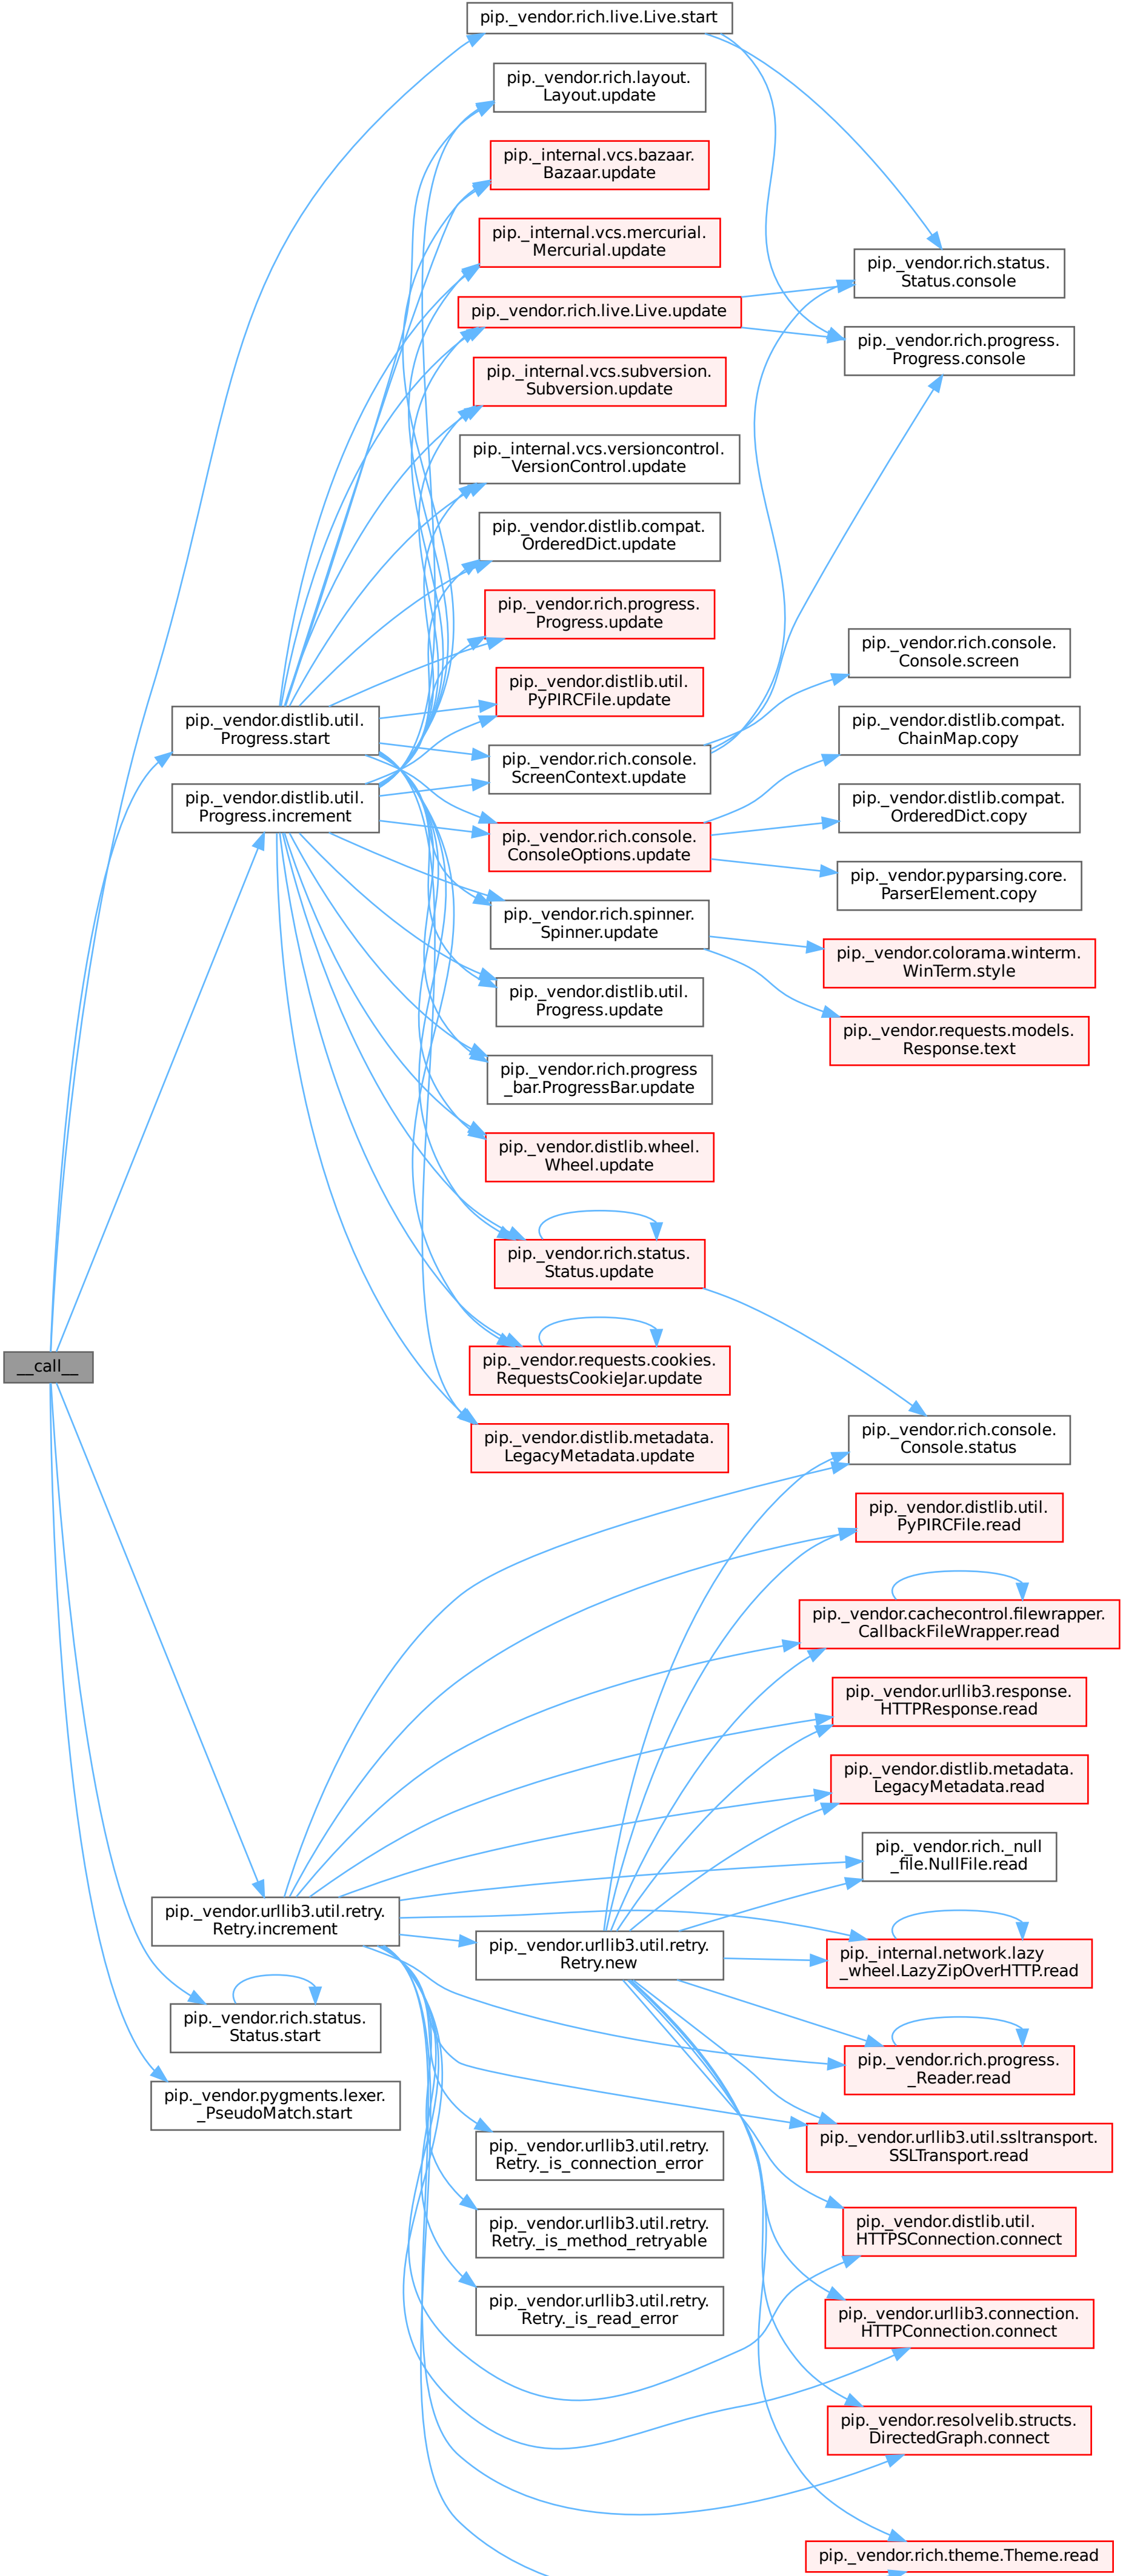 pip._vendor.rich.live.Live.start
pip._vendor.rich.layout.
Layout.update
pip._internal.vcs.bazaar.
Bazaar.update
pip._internal.vcs.mercurial.
Mercurial.update
pip._vendor.rich.status.
Status.console
pip._vendor.rich.live.Live.update
pip._vendor.rich.progress.
Progress.console
pip._internal.vcs.subversion.
Subversion.update
pip._internal.vcs.versioncontrol.
VersionControl.update
pip._vendor.distlib.compat.
OrderedDict.update
pip._vendor.rich.progress.
Progress.update
pip._vendor.rich.console.
Console.screen
pip._vendor.distlib.util.
PyPIRCFile.update
pip._vendor.distlib.util.
Progress.start
pip._vendor.distlib.compat.
ChainMap.copy
pip._vendor.rich.console.
ScreenContext.update
pip._vendor.distlib.util.
Progress.increment
pip._vendor.distlib.compat.
OrderedDict.copy
pip._vendor.rich.console.
ConsoleOptions.update
pip._vendor.pyparsing.core.
ParserElement.copy
pip._vendor.rich.spinner.
Spinner.update
pip._vendor.colorama.winterm.
WinTerm.style
pip._vendor.distlib.util.
Progress.update
pip._vendor.requests.models.
Response.text
pip._vendor.rich.progress
_bar.ProgressBar.update
pip._vendor.distlib.wheel.
Wheel.update
pip._vendor.rich.status.
Status.update
__call__
pip._vendor.requests.cookies.
RequestsCookieJar.update
pip._vendor.distlib.metadata.
LegacyMetadata.update
pip._vendor.rich.console.
Console.status
pip._vendor.distlib.util.
PyPIRCFile.read
pip._vendor.cachecontrol.filewrapper.
CallbackFileWrapper.read
pip._vendor.urllib3.response.
HTTPResponse.read
pip._vendor.distlib.metadata.
LegacyMetadata.read
pip._vendor.rich._null
_file.NullFile.read
pip._vendor.urllib3.util.retry.
Retry.increment
pip._vendor.urllib3.util.retry.
Retry.new
pip._internal.network.lazy
_wheel.LazyZipOverHTTP.read
pip._vendor.rich.status.
Status.start
pip._vendor.rich.progress.
_Reader.read
pip._vendor.pygments.lexer.
_PseudoMatch.start
pip._vendor.urllib3.util.ssltransport.
SSLTransport.read
pip._vendor.urllib3.util.retry.
Retry._is_connection_error
pip._vendor.urllib3.util.retry.
Retry._is_method_retryable
pip._vendor.distlib.util.
HTTPSConnection.connect
pip._vendor.urllib3.util.retry.
Retry._is_read_error
pip._vendor.urllib3.connection.
HTTPConnection.connect
pip._vendor.resolvelib.structs.
DirectedGraph.connect
pip._vendor.rich.theme.Theme.read